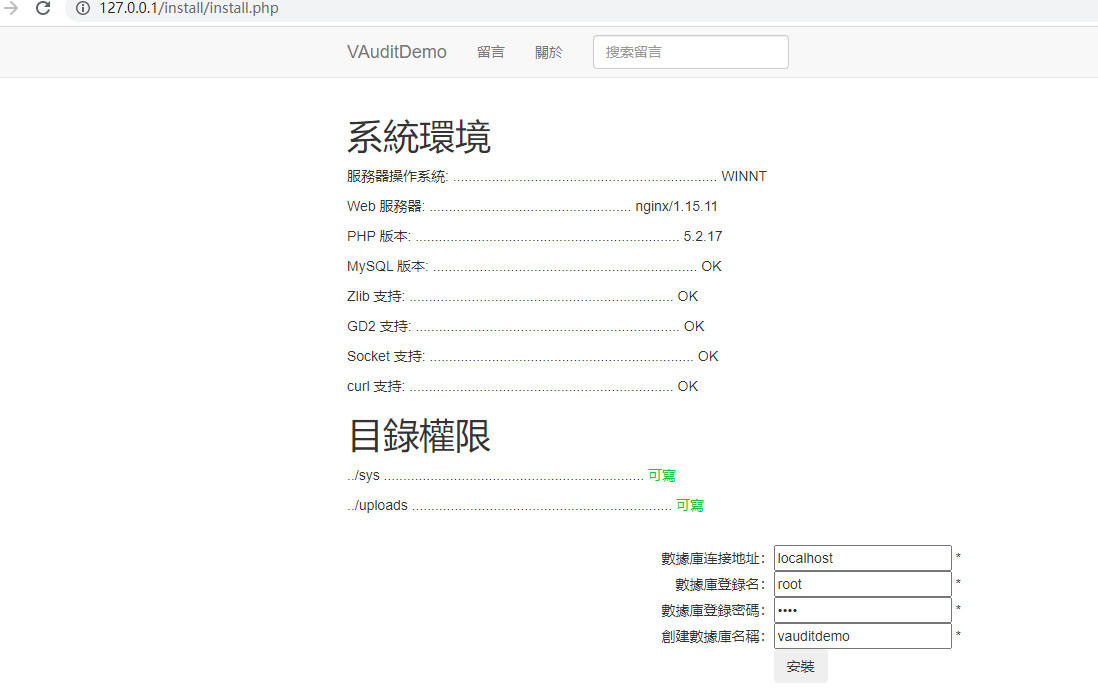 127.0.0.1/install/install.php
VAuditDemo 留言 關於 搜索留言
系統環境
服務器操作系統: .................................................................... WINNT
Web 服務器: .................................................... nginx/1.15.11
PHP 版本: .................................................................... 5.2.17
MySQL 版本: .................................................................... OK
Zlib 支持: .................................................................... OK
GD2 支持: .................................................................... OK
Socket 支持: .................................................................... OK
curl 支持: .................................................................... OK
目錄權限
../sys ................................................................... 可寫
../uploads ................................................................... 可寫
數據庫连接地址： localhost *
數據庫登錄名： root *
數據庫登錄密碼： •••• *
創建數據庫名稱： vauditdemo *
安裝